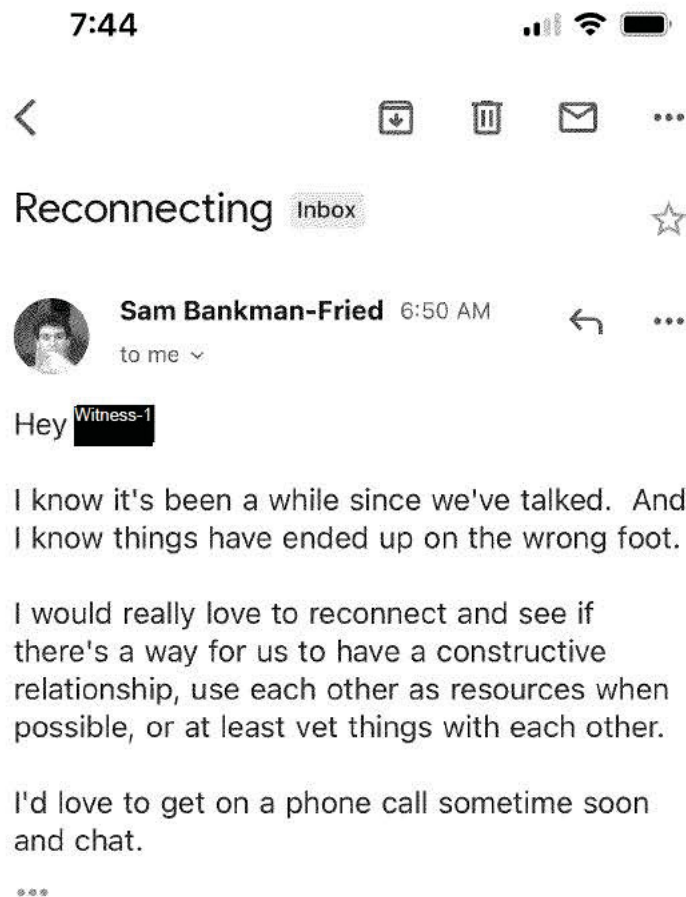 7:44
Reconnecting Inbox
Sam Bankman-Fried 6:50 AM
to me
Hey Witness-1
I know it's been a while since we've talked.  And
I know things have ended up on the wrong foot.
I would really love to reconnect and see if
there's a way for us to have a constructive
relationship, use each other as resources when
possible, or at least vet things with each other.
I'd love to get on a phone call sometime soon
and chat.